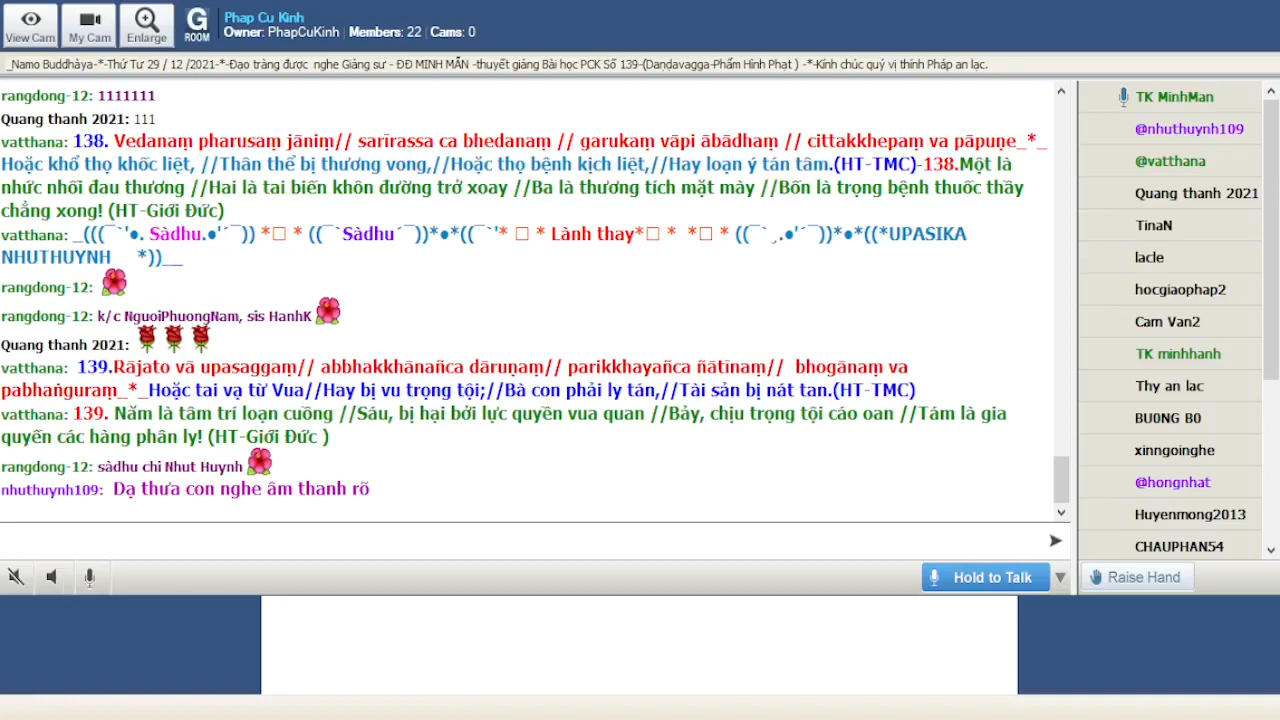 View Cam
My Cam
Enlarge
G
ROOM
Phap Cu Kinh
Owner: PhapCuKinh | Members: 22 | Cams: 0
_Namo Buddhàya-*-Thứ Tư 29 / 12 /2021-*-Đạo tràng được nghe Giảng sư - ĐĐ MINH MẪN -thuyết giảng Bài học PCK Số 139-(Daṇḍavagga-Phẩm Hình Phạt ) -*-Kính chúc quý vị thính Pháp an lạc.
rangdong-12: 1111111
Quang thanh 2021: 111
vatthana: 138. Vedanaṃ pharusaṃ jāniṃ// sarīrassa ca bhedanaṃ // garukaṃ vāpi ābādhaṃ // cittakkhepaṃ va pāpuṇe_*_
Hoặc khổ thọ khốc liệt, //Thân thể bị thương vong,//Hoặc thọ bệnh kịch liệt,//Hay loạn ý tán tâm.(HT-TMC)-138.Một là
nhức nhối đau thương //Hai là tai biến khôn đường trở xoay //Ba là thương tích mặt mày //Bốn là trọng bệnh thuốc thầy
chẳng xong! (HT-Giới Đức)
vatthana: _(((¯`'●. Sàdhu.●'´¯)) *□ * ((¯`Sàdhu´¯))*●*((¯`'* □ * Lành thay*□ * *□ * ((¯`¸.●'´¯))*●*((*UPASIKA
NHUTHUYNH *))__
rangdong-12:
rangdong-12: k/c NguoiPhuongNam, sis HanhK
Quang thanh 2021:
vatthana: 139.Rājato vā upasaggaṃ// abbhakkhānañca dāruṇaṃ// parikkhayañca ñātīnaṃ// bhogānaṃ va
pabhaṅguraṃ_*_Hoặc tai vạ từ Vua//Hay bị vu trọng tội;//Bà con phải ly tán,//Tài sản bị nát tan.(HT-TMC)
vatthana: 139. Năm là tâm trí loạn cuồng //Sáu, bị hại bởi lực quyền vua quan //Bảy, chịu trọng tội cáo oan //Tám là gia
quyến các hàng phân ly! (HT-Giới Đức )
rangdong-12: sàdhu chi Nhut Huynh
nhuthuynh109: Dạ thưa con nghe âm thanh rõ
TK MinhMan
@nhuthuynh109
@vatthana
Quang thanh 2021
TinaN
lacle
hocgiaophap2
Cam Van2
TK minhhanh
Thy an lac
BU0NG B0
xinngoinghe
@hongnhat
Huyenmong2013
CHAUPHAN54
Hold to Talk
Raise Hand